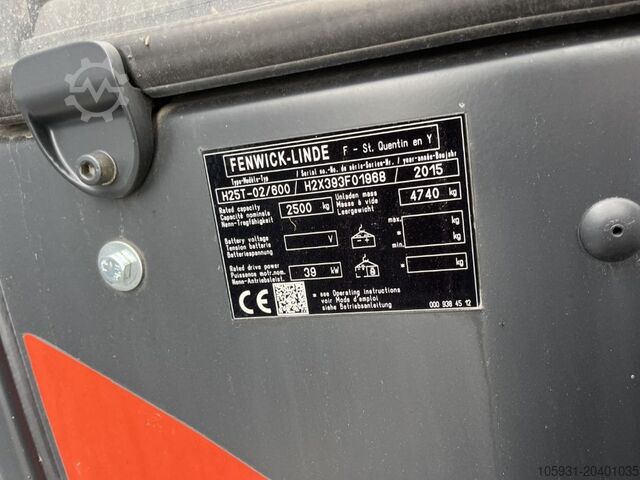 FENWICK-LINDE F - St. Quentin en Y
Type-Modèle-Typ / Serial no.-No. de série-Serien-Nr. / year-année-Baujahr
H25T-02/600 / H2X393F01968 / 2015
Rated capacity
Capacité nominale
Nenn-Tragfähigkeit
2500 kg
Unladen mass
Masse à vide
Leergewicht
4740 kg
Battery voltage
Tension batterie
Batteriespannung
V
max.
= kg
min.
= kg
Rated drive power
Puissance motr.nom.
Nenn-Antriebsleist.
39 kW
= kg
CE
= see Operating instructions
voir Mode d'emploi
siehe Betriebsanleitung
000 938 45 12
105931-20401035